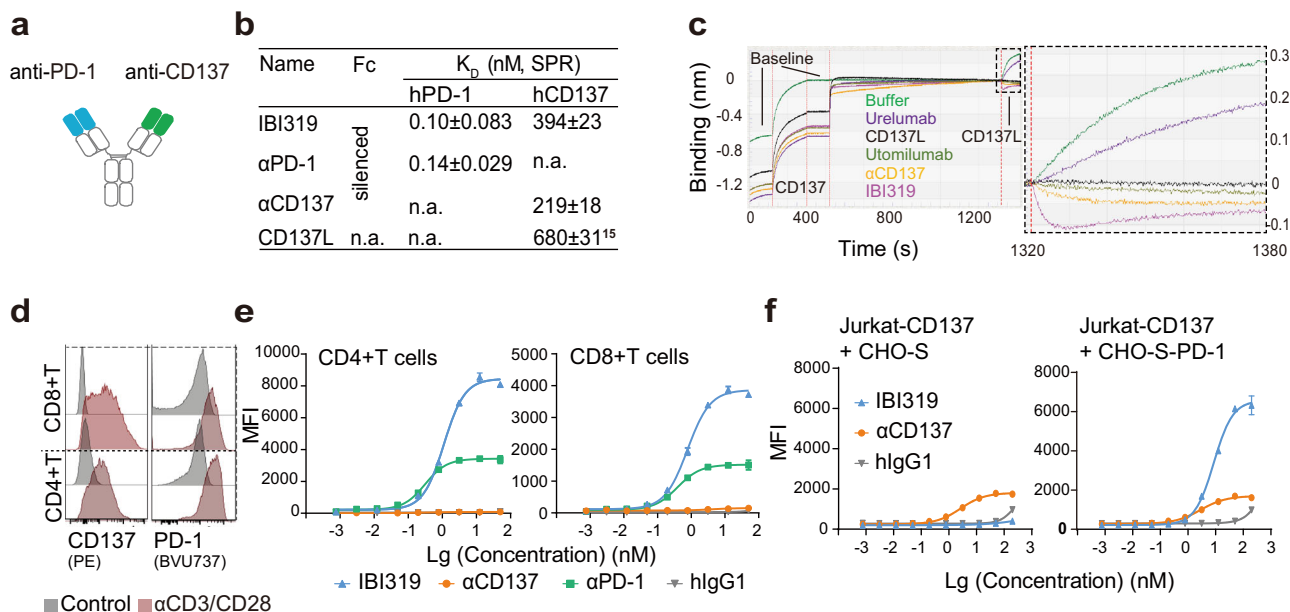 a
anti-PD-1 anti-CD137
b
Name Fc K_D (nM, SPR)
hPD-1 hCD137
IBI319 0.10±0.083 394±23
αPD-1 0.14±0.029 n.a.
αCD137 n.a. 219±18
CD137L n.a. n.a. 680±31¹⁵
silenced
c
Binding (nm)
0
-0.4
-0.8
-1.2
Baseline
CD137
Buffer
Urelumab
CD137L
Utomilumab
αCD137
IBI319
CD137L
0 400 800 1200
Time (s)
0.3
0.2
0.1
0
-0.1
1320 1380
d
CD8+T
CD4+T
CD137 PD-1
(PE) (BVU737)
Control αCD3/CD28
e
MFI
CD4+T cells
10000
8000
6000
4000
2000
0
-3 -2 -1 0 1 2
CD8+T cells
5000
4000
3000
2000
1000
0
-3 -2 -1 0 1 2
Lg (Concentration) (nM)
IBI319 αCD137 αPD-1 hIgG1
f
Jurkat-CD137
+ CHO-S
MFI
8000
6000
4000
2000
0
IBI319
αCD137
hIgG1
-3 -2 -1 0 1 2 3
Jurkat-CD137
+ CHO-S-PD-1
8000
6000
4000
2000
0
-3 -2 -1 0 1 2 3
Lg (Concentration) (nM)